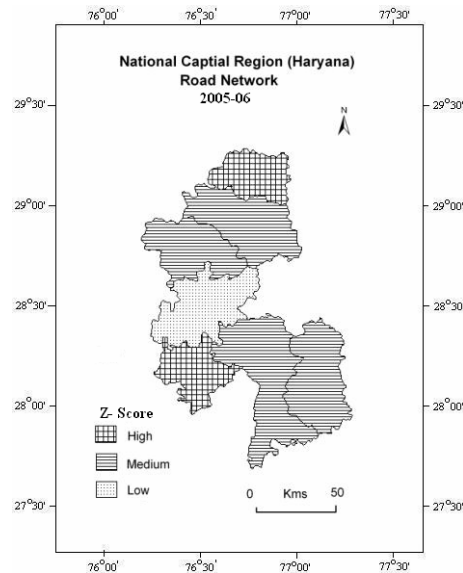 76°00' 76°30' 77°00' 77°30'
National Captial Region (Haryana)
Road Network
2005-06
N
29°30' 29°30'
29°00' 29°00'
28°30' 28°30'
28°00' 28°00'
27°30' 27°30'
Z- Score
High
Medium
Low
0 Kms 50
76°00' 76°30' 77°00' 77°30'